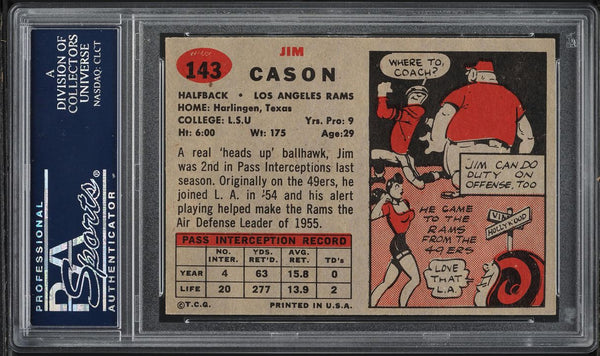 A
DIVISION OF
COLLECTORS
UNIVERSE
NASDAQ: CLCT
PROFESSIONAL
PSA
Sports
AUTHENTICATOR
143
JIM
CASON
HALFBACK • LOS ANGELES RAMS
HOME: Harlingen, Texas
COLLEGE: L.S.U Yrs. Pro: 9
Ht: 6:00 Wt: 175 Age: 29
A real 'heads up' ballhawk, Jim
was 2nd in Pass Interceptions last
season. Originally on the 49ers, he
joined L. A. in '54 and his alert
playing helped make the Rams the
Air Defense Leader of 1955.
PASS INTERCEPTION RECORD
NO. INTER. YDS. RET'D. AVG. RET. TD's
YEAR 4 63 15.8 0
LIFE 20 277 13.9 2
©T.C.G. PRINTED IN U.S.A.
WHERE TO,
COACH?
JIM CAN DO
DUTY ON
OFFENSE, TOO
HE CAME
TO THE
RAMS
FROM THE
49ERS
VINE
HOLLYWOOD
LOVE
THAT
L.A.